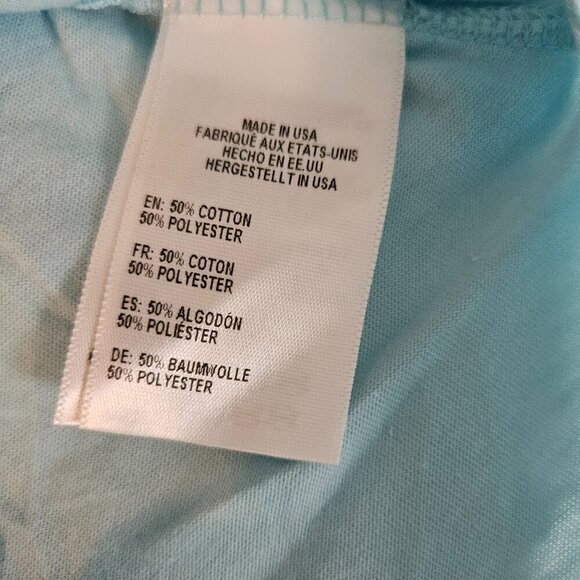 MADE IN USA
FABRIQUÉ AUX ETATS-UNIS
HECHO EN EE.UU
HERGESTELLT IN USA
EN: 50% COTTON
50% POLYESTER
FR: 50% COTON
50% POLYESTER
ES: 50% ALGODÓN
50% POLIÉSTER
DE: 50% BAUMWOLLE
50% POLYESTER